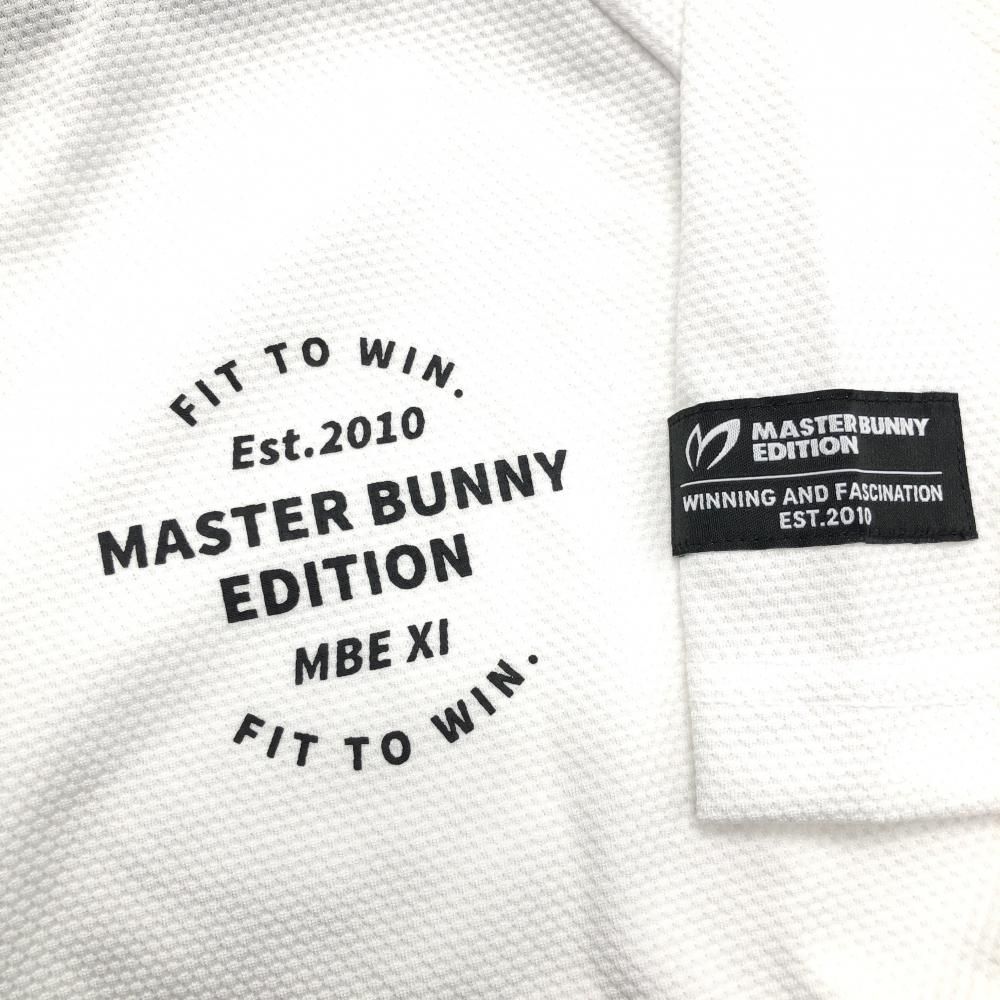 FIT TO WIN.
Est.2010
MASTER BUNNY
EDITION
MBE XI
FIT TO WIN.
MASTER BUNNY
EDITION
WINNING AND FASCINATION
EST.2010